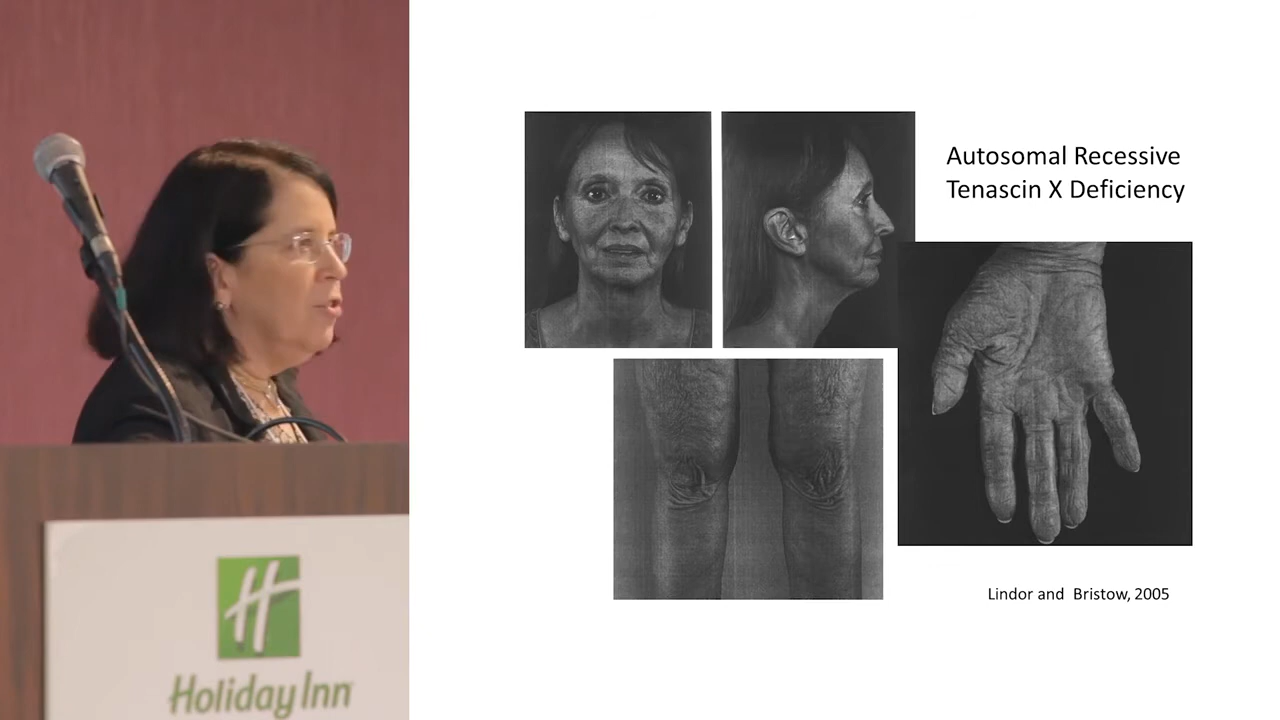 Autosomal Recessive
Tenascin X Deficiency
Lindor and Bristow, 2005
H
Holiday Inn